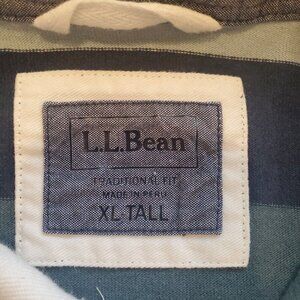 L.L.Bean
TRADITIONAL FIT
MADE IN PERU
XL-TALL